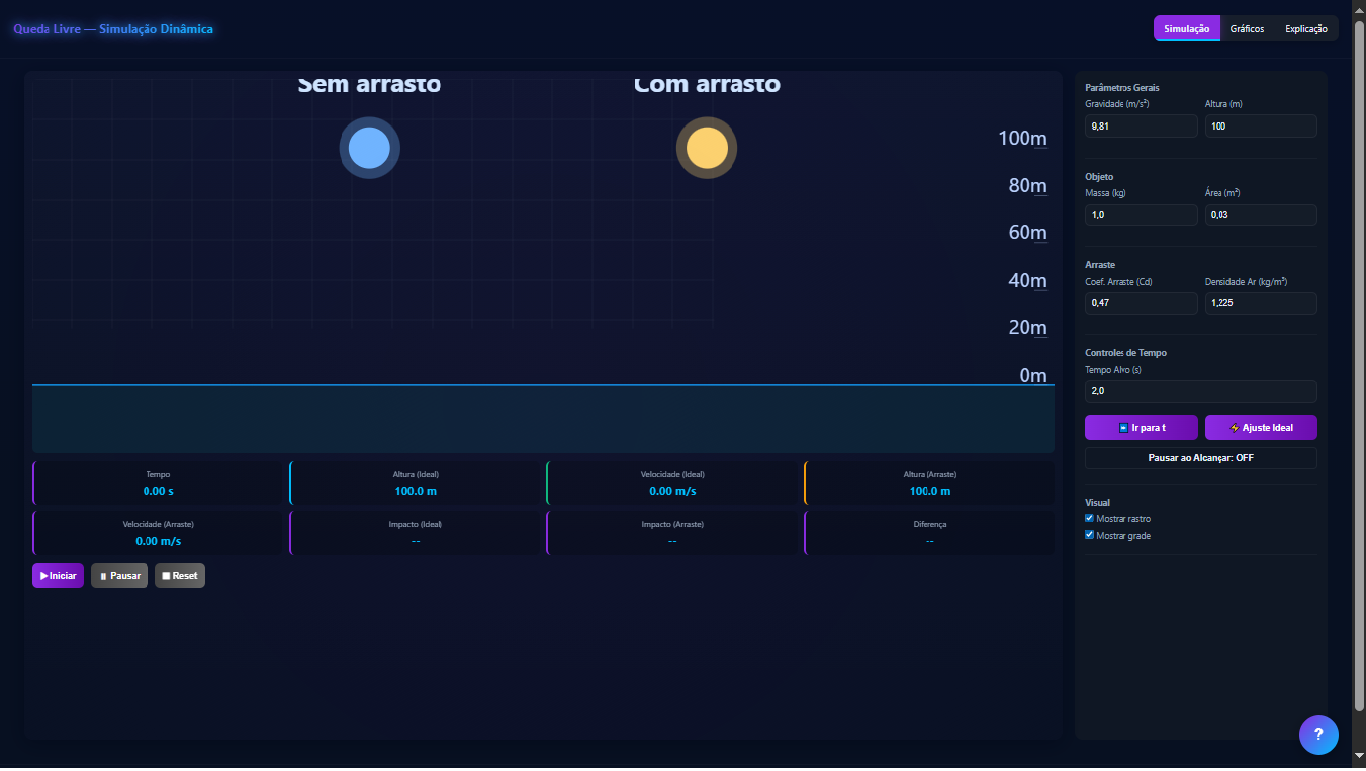 Queda Livre — Simulação Dinâmica
Simulação Gráficos Explicação
Sem arrasto Com arrasto
100m
80m
60m
40m
20m
0m
Tempo
0.00 s
Altura (Ideal)
100.0 m
Velocidade (Ideal)
0.00 m/s
Altura (Arraste)
100.0 m
Velocidade (Arraste)
0.00 m/s
Impacto (Ideal)
--
Impacto (Arraste)
--
Diferença
--
▶ Iniciar ⏸ Pausar ⏹ Reset
Parâmetros Gerais
Gravidade (m/s²) Altura (m)
9,81 100
Objeto
Massa (kg) Área (m²)
1,0 0,03
Arraste
Coef. Arraste (Cd) Densidade Ar (kg/m³)
0,47 1,225
Controles de Tempo
Tempo Alvo (s)
2,0
Ir para t ⚡ Ajuste Ideal
Pausar ao Alcançar: OFF
Visual
Mostrar rastro
Mostrar grade
?